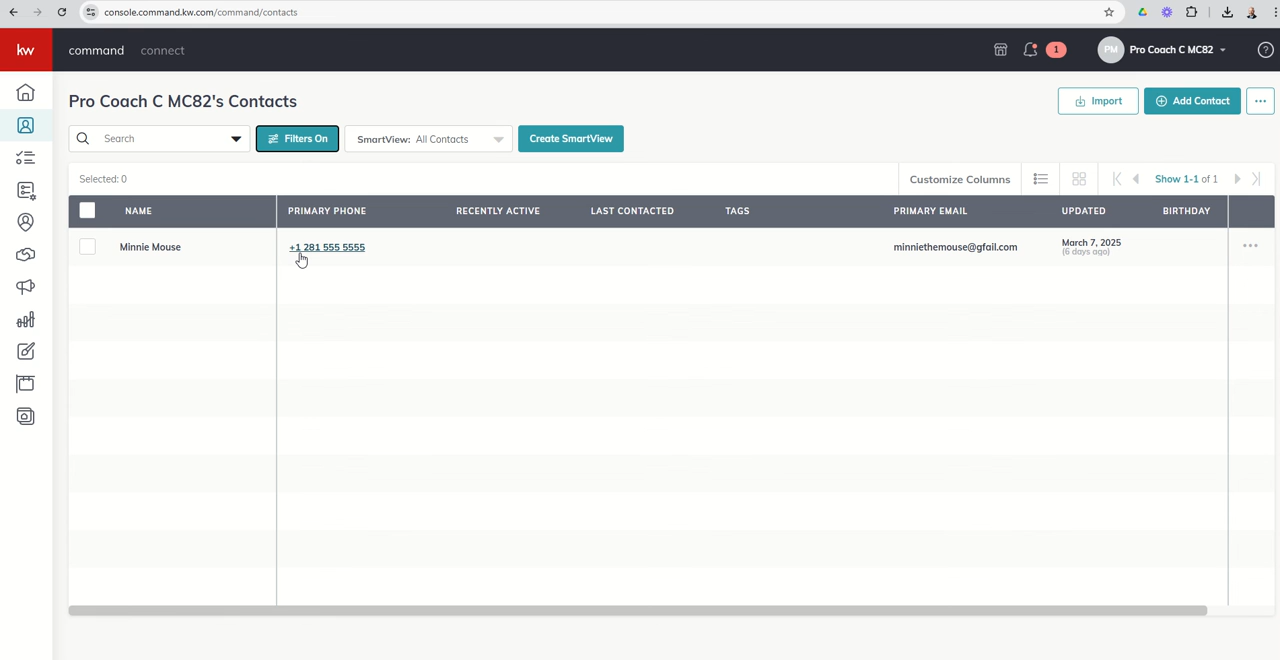 console.command.kw.com/command/contacts
kw command connect 1 PM Pro Coach C MC82 ?
Pro Coach C MC82's Contacts
Import Add Contact ...
Search Filters On SmartView: All Contacts Create SmartView
Selected: 0 Customize Columns Show 1-1 of 1
NAME PRIMARY PHONE RECENTLY ACTIVE LAST CONTACTED TAGS PRIMARY EMAIL UPDATED BIRTHDAY
Minnie Mouse +1 281 555 5555 minniethemouse@gfail.com March 7, 2025
(6 days ago)